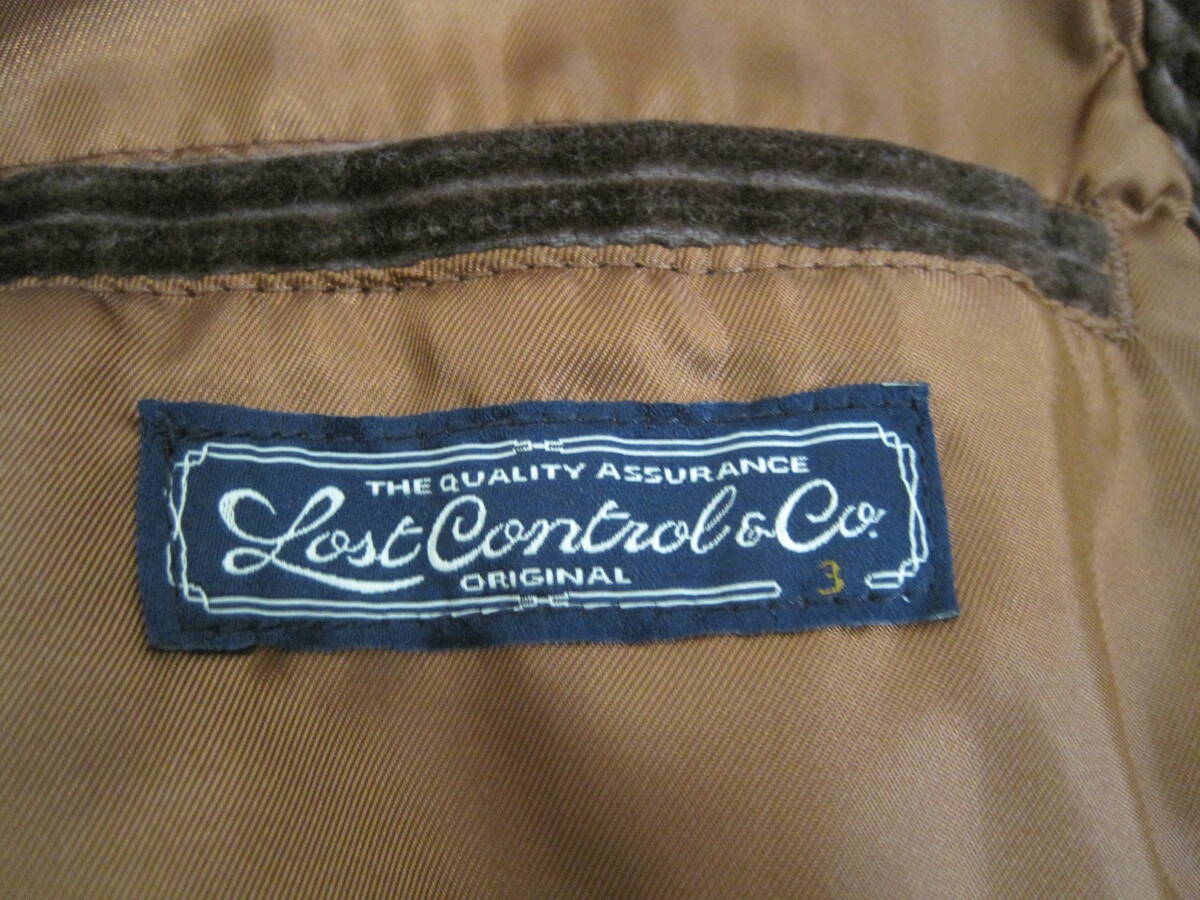 THE QUALITY ASSURANCE
Lost Control & Co.
ORIGINAL
3